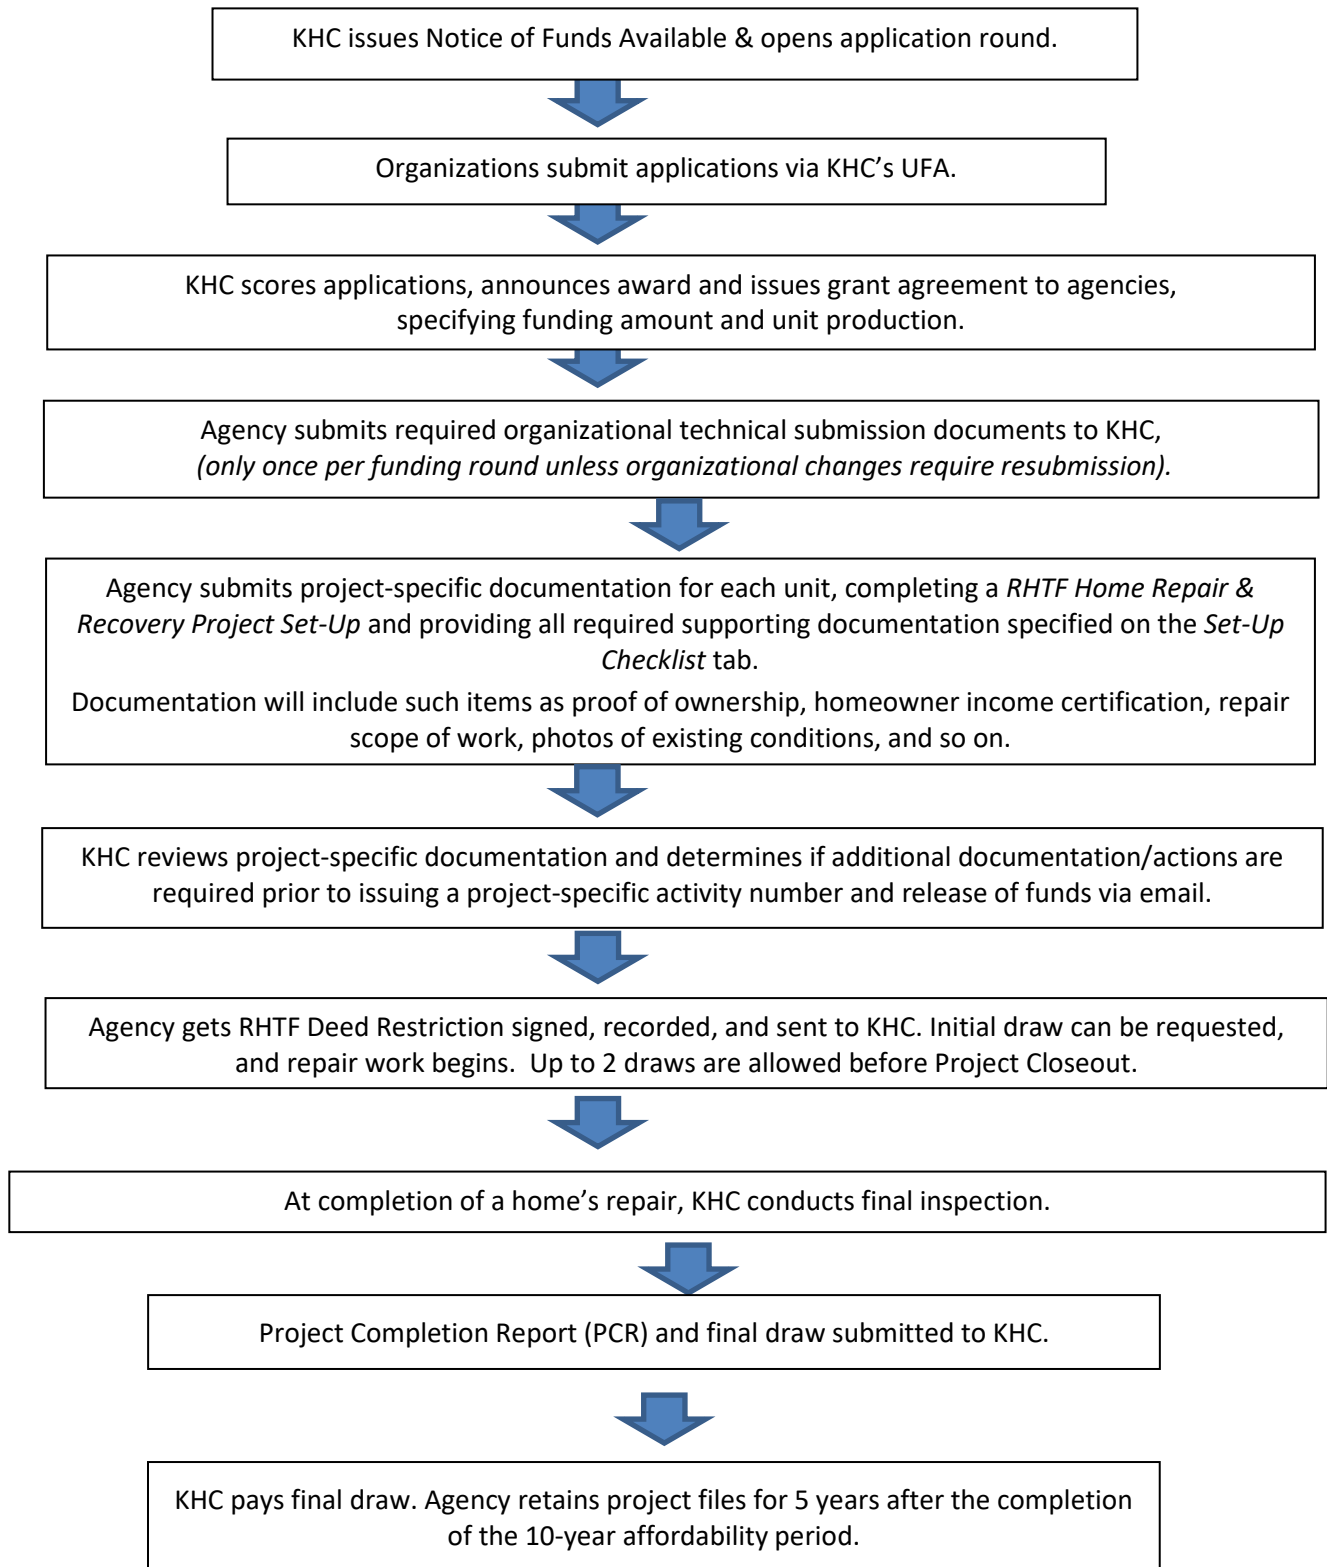 KHC issues Notice of Funds Available & opens application round.
Organizations submit applications via KHC’s UFA.
KHC scores applications, announces award and issues grant agreement to agencies,
specifying funding amount and unit production.
Agency submits required organizational technical submission documents to KHC,
(only once per funding round unless organizational changes require resubmission).
Agency submits project-specific documentation for each unit, completing a RHTF Home Repair &
Recovery Project Set-Up and providing all required supporting documentation specified on the Set-Up
Checklist tab.
Documentation will include such items as proof of ownership, homeowner income certification, repair
scope of work, photos of existing conditions, and so on.
KHC reviews project-specific documentation and determines if additional documentation/actions are
required prior to issuing a project-specific activity number and release of funds via email.
Agency gets RHTF Deed Restriction signed, recorded, and sent to KHC. Initial draw can be requested,
and repair work begins.  Up to 2 draws are allowed before Project Closeout.
At completion of a home’s repair, KHC conducts final inspection.
Project Completion Report (PCR) and final draw submitted to KHC.
KHC pays final draw. Agency retains project files for 5 years after the completion
of the 10-year affordability period.